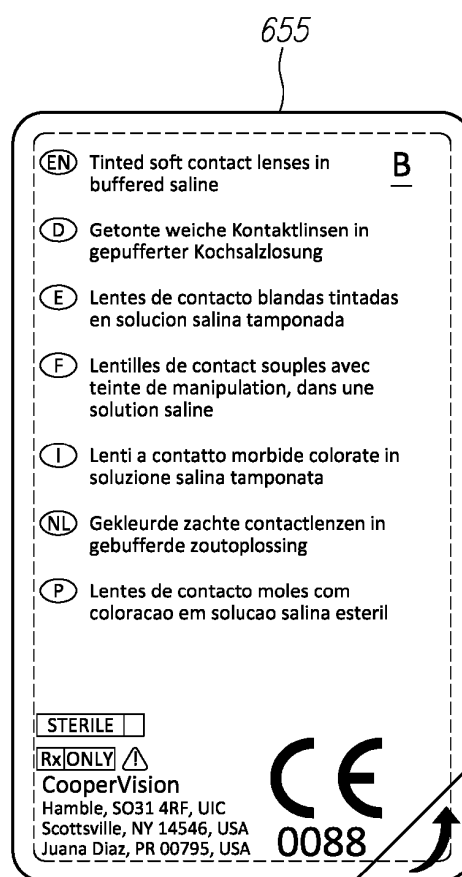 655
EN Tinted soft contact lenses in
buffered saline
B
D Getonte weiche Kontaktlinsen in
gepufferter Kochsalzlosung
E Lentes de contacto blandas tintadas
en solucion salina tamponada
F Lentilles de contact souples avec
teinte de manipulation, dans une
solution saline
I Lenti a contatto morbide colorate in
soluzione salina tamponata
NL Gekleurde zachte contactlenzen in
gebufferde zoutoplossing
P Lentes de contacto moles com
coloracao em solucao salina esteril
STERILE
Rx ONLY
CooperVision
Hamble, SO31 4RF, UIC
Scottsville, NY 14546, USA
Juana Diaz, PR 00795, USA
CE
0088